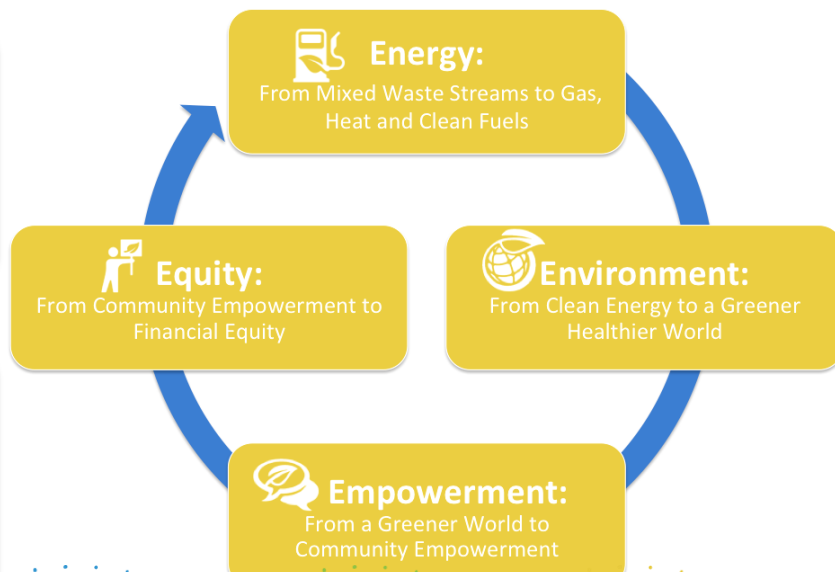 Energy:
From Mixed Waste Streams to Gas,
Heat and Clean Fuels
Equity:
From Community Empowerment to
Financial Equity
Environment:
From Clean Energy to a Greener
Healthier World
Empowerment:
From a Greener World to
Community Empowerment